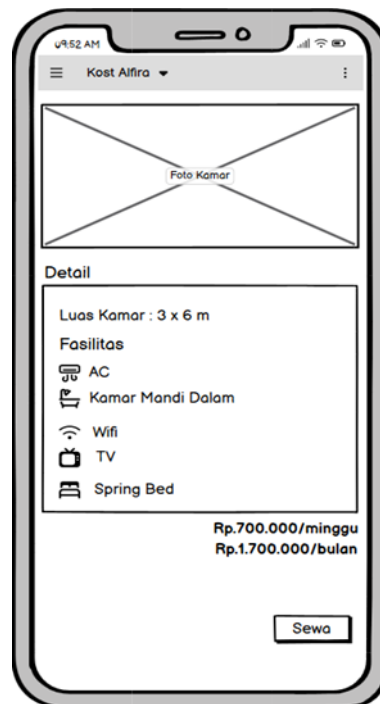 09:52 AM
Kost Alfira
Foto Kamar
Detail
Luas Kamar : 3 x 6 m
Fasilitas
AC
Kamar Mandi Dalam
Wifi
TV
Spring Bed
Rp.700.000/minggu
Rp.1.700.000/bulan
Sewa